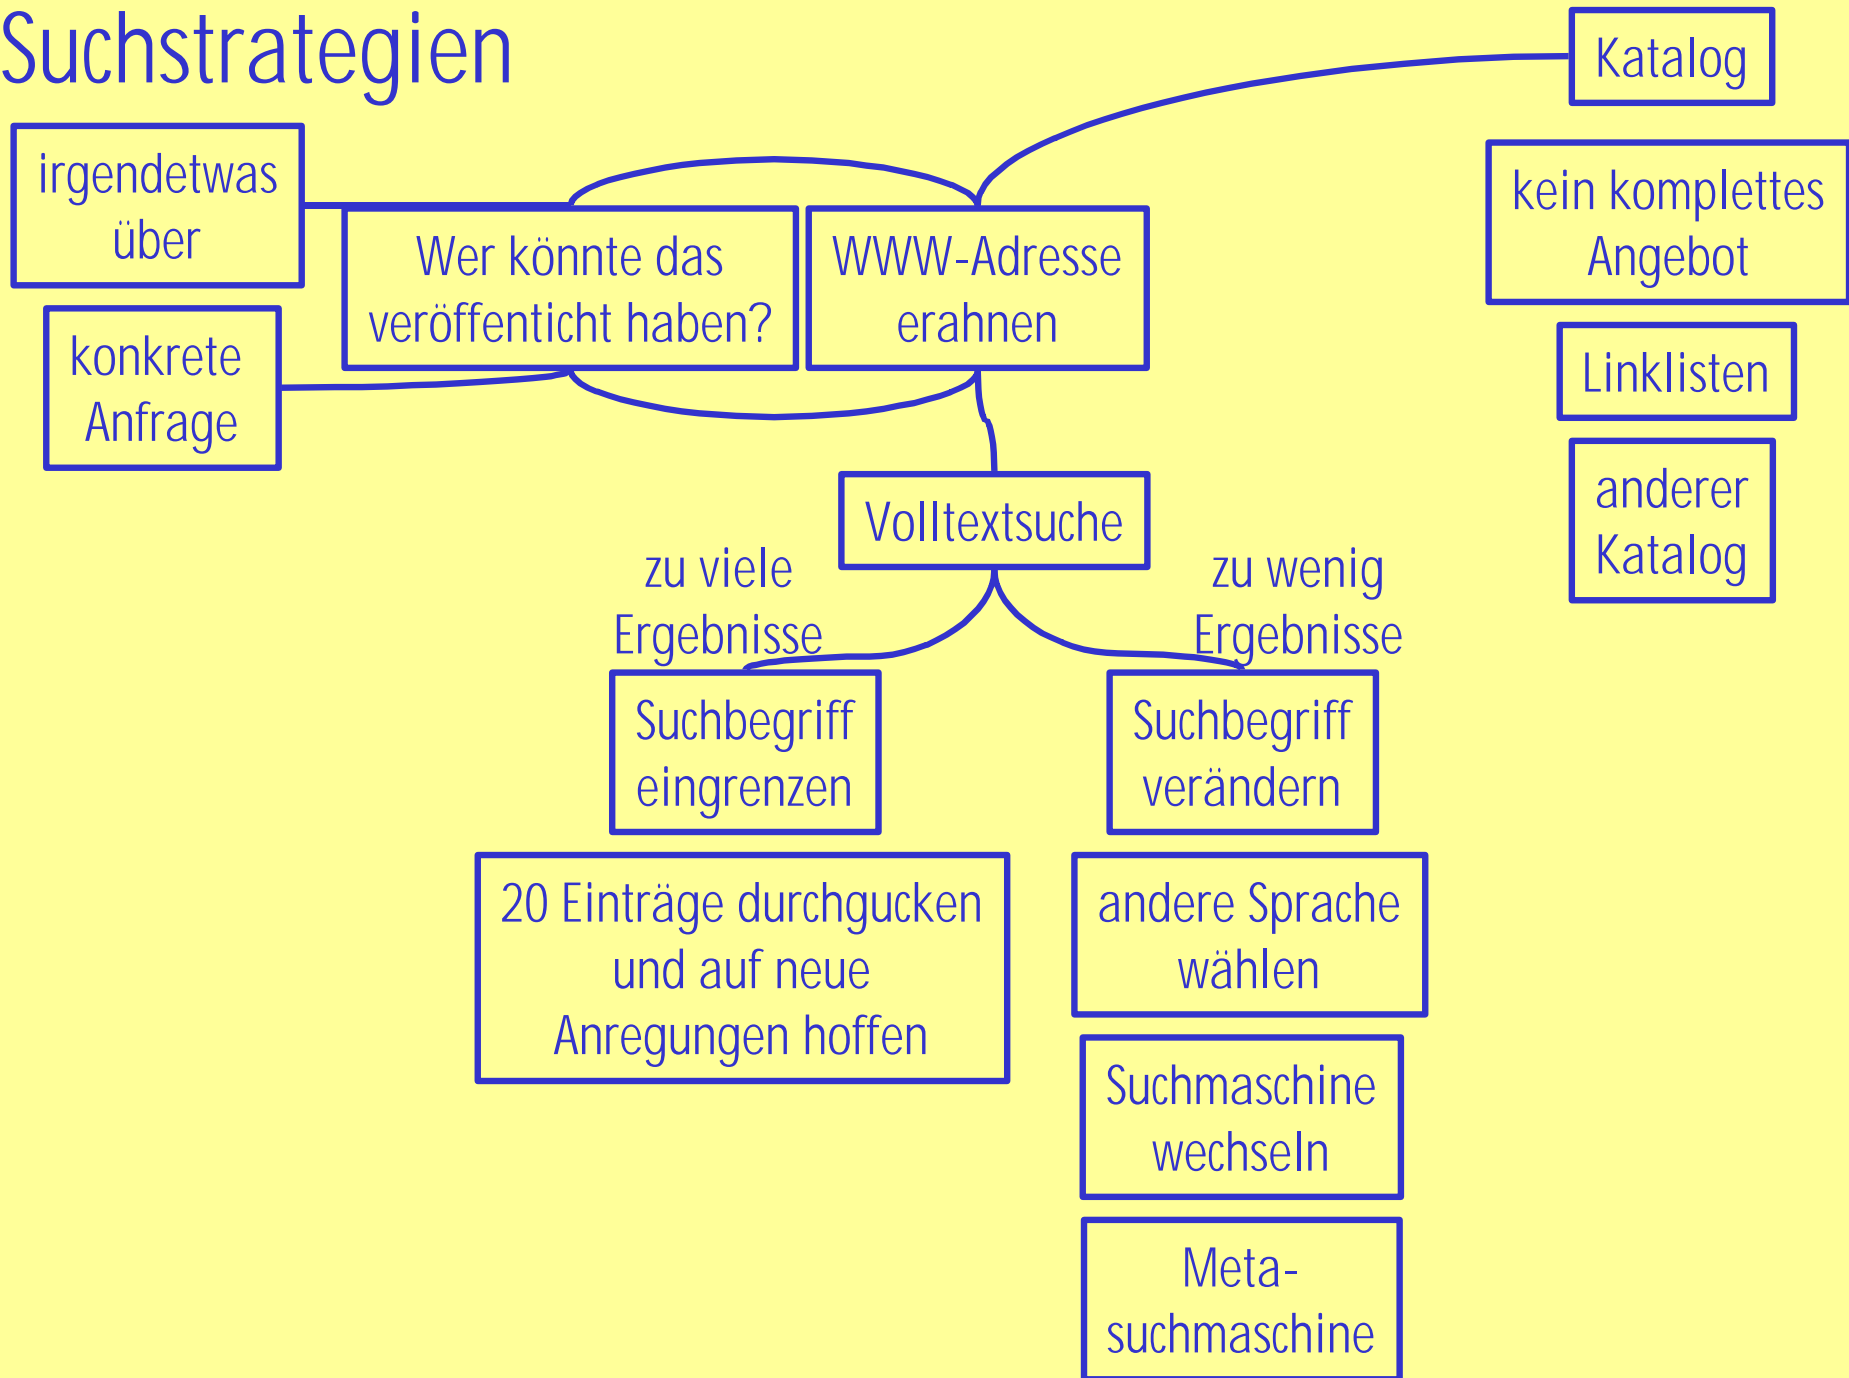 Suchstrategien
irgendetwas
über
konkrete
Anfrage
Wer könnte das
veröffenticht haben?
WWW-Adresse
erahnen
Katalog
kein komplettes
Angebot
Linklisten
anderer
Katalog
Volltextsuche
zu viele
Ergebnisse
Suchbegriff
eingrenzen
20 Einträge durchgucken
und auf neue
Anregungen hoffen
zu wenig
Ergebnisse
Suchbegriff
verändern
andere Sprache
wählen
Suchmaschine
wechseln
Meta-
suchmaschine